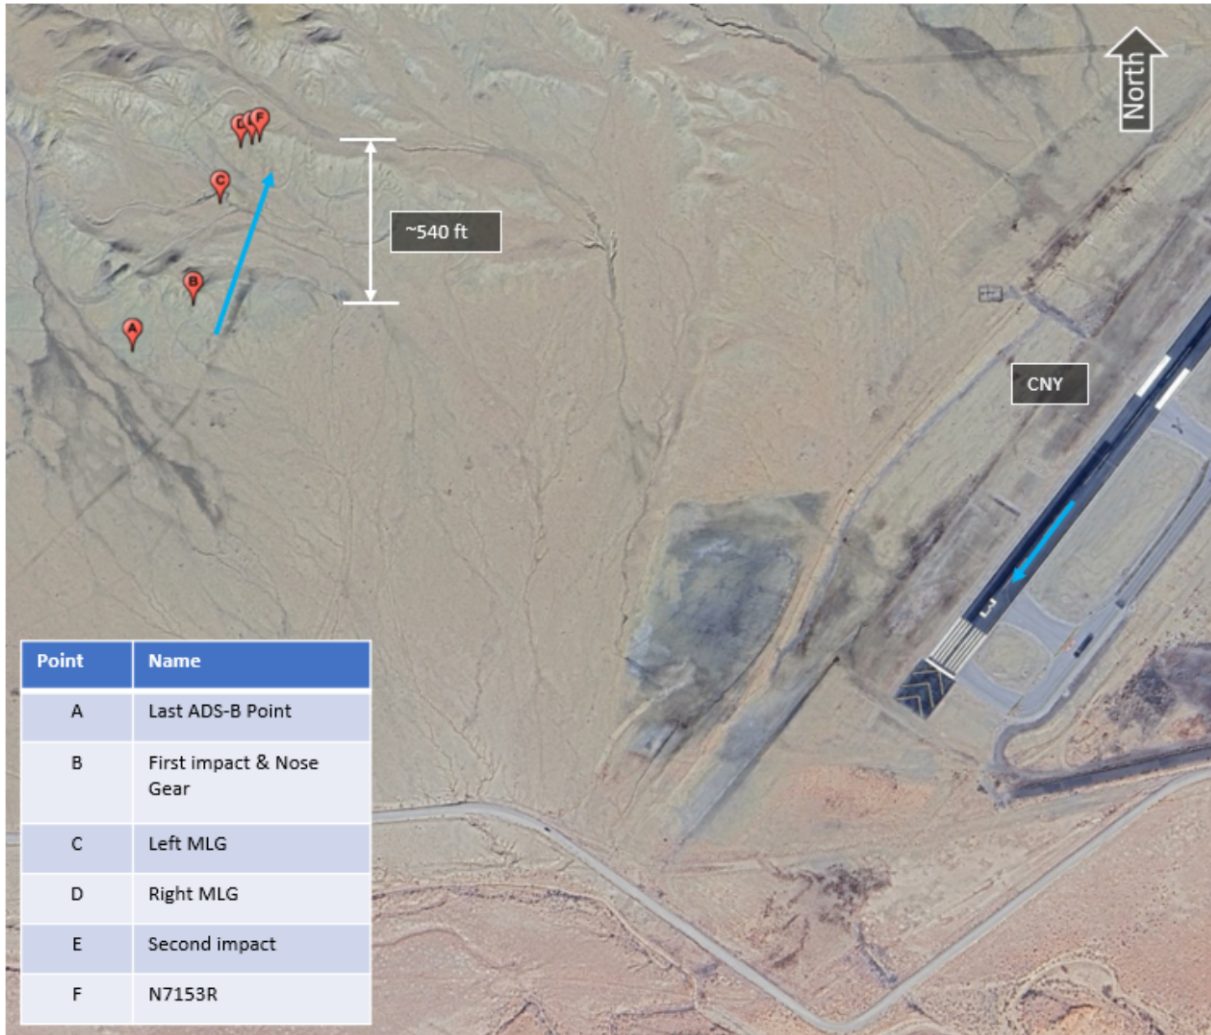 North
D E F
C
~540 ft
B
A
CNY
3
Point Name
A Last ADS-B Point
B First impact & Nose
Gear
C Left MLG
D Right MLG
E Second impact
F N7153R